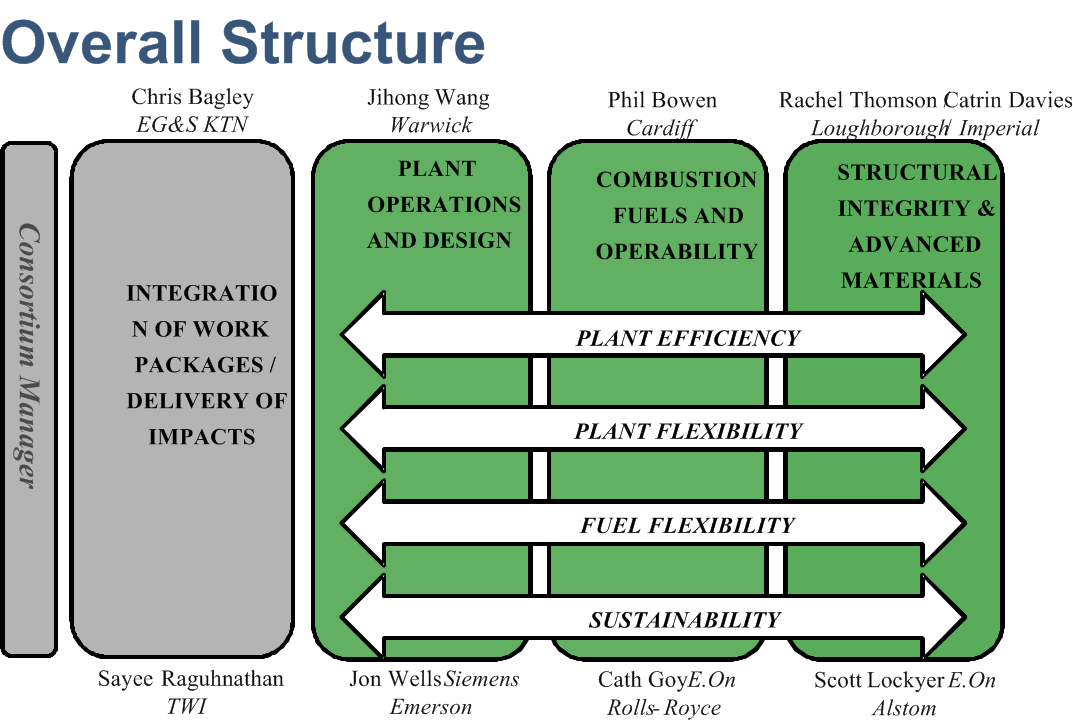 Overall Structure
Chris Bagley
EG&S KTN
Jihong Wang
Warwick
Phil Bowen
Cardiff
Rachel Thomson /Catrin Davies
Loughborough/ Imperial
Consortium Manager
INTEGRATIO
N OF WORK
PACKAGES /
DELIVERY OF
IMPACTS
PLANT
OPERATIONS
AND DESIGN
COMBUSTION
FUELS AND
OPERABILITY
STRUCTURAL
INTEGRITY &
ADVANCED
MATERIALS
PLANT EFFICIENCY
PLANT FLEXIBILITY
FUEL FLEXIBILITY
SUSTAINABILITY
Sayee Raguhnathan
TWI
Jon WellsSiemens
Emerson
Cath GoyE.On
Rolls-Royce
Scott Lockyer E.On
Alstom